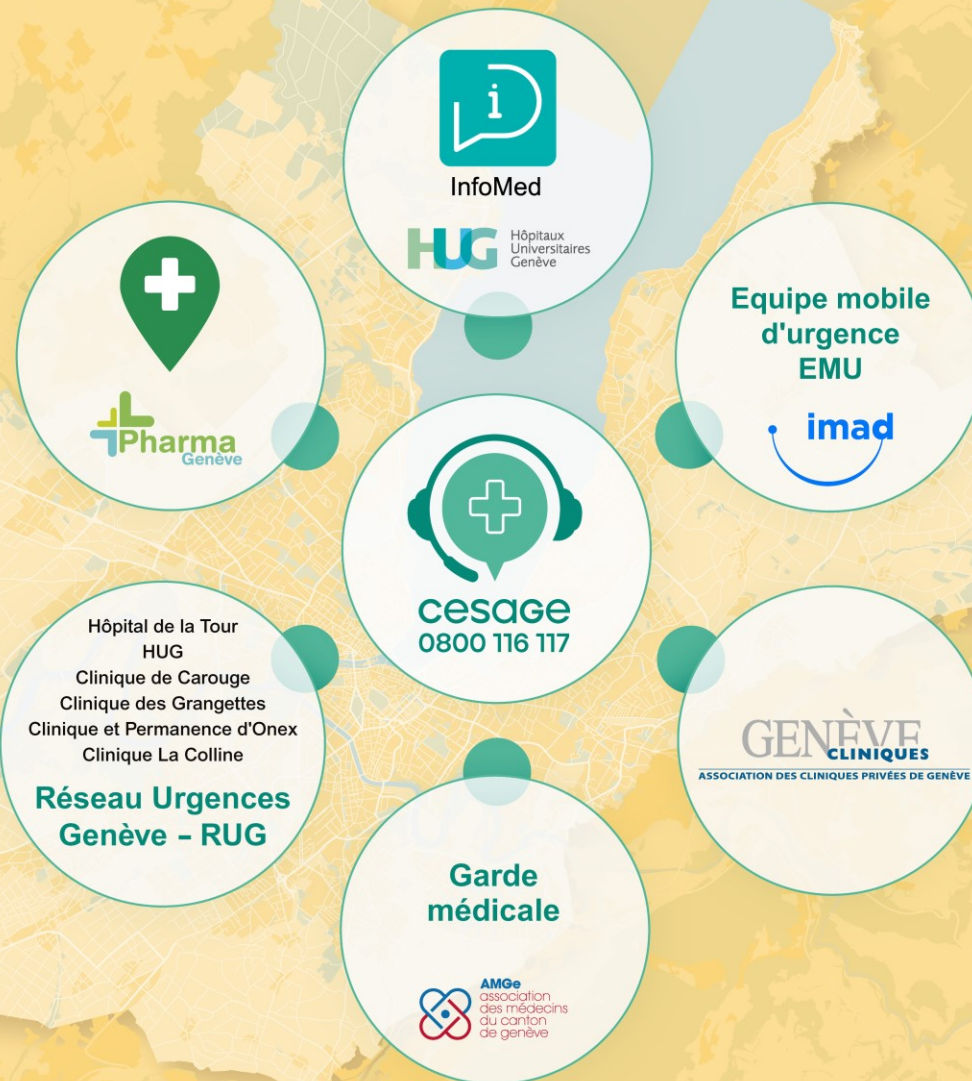 i
InfoMed
HUG
Hôpitaux
Universitaires
Genève
Pharma
Genève
Equipe mobile
d'urgence
EMU
imad
cesage
0800 116 117
Hôpital de la Tour
HUG
Clinique de Carouge
Clinique des Grangettes
Clinique et Permanence d'Onex
Clinique La Colline
Réseau Urgences
Genève – RUG
GENÈVE
CLINIQUES
ASSOCIATION DES CLINIQUES PRIVÉES DE GENÈVE
Garde
médicale
AMGe
association
des médecins
du canton
de genève